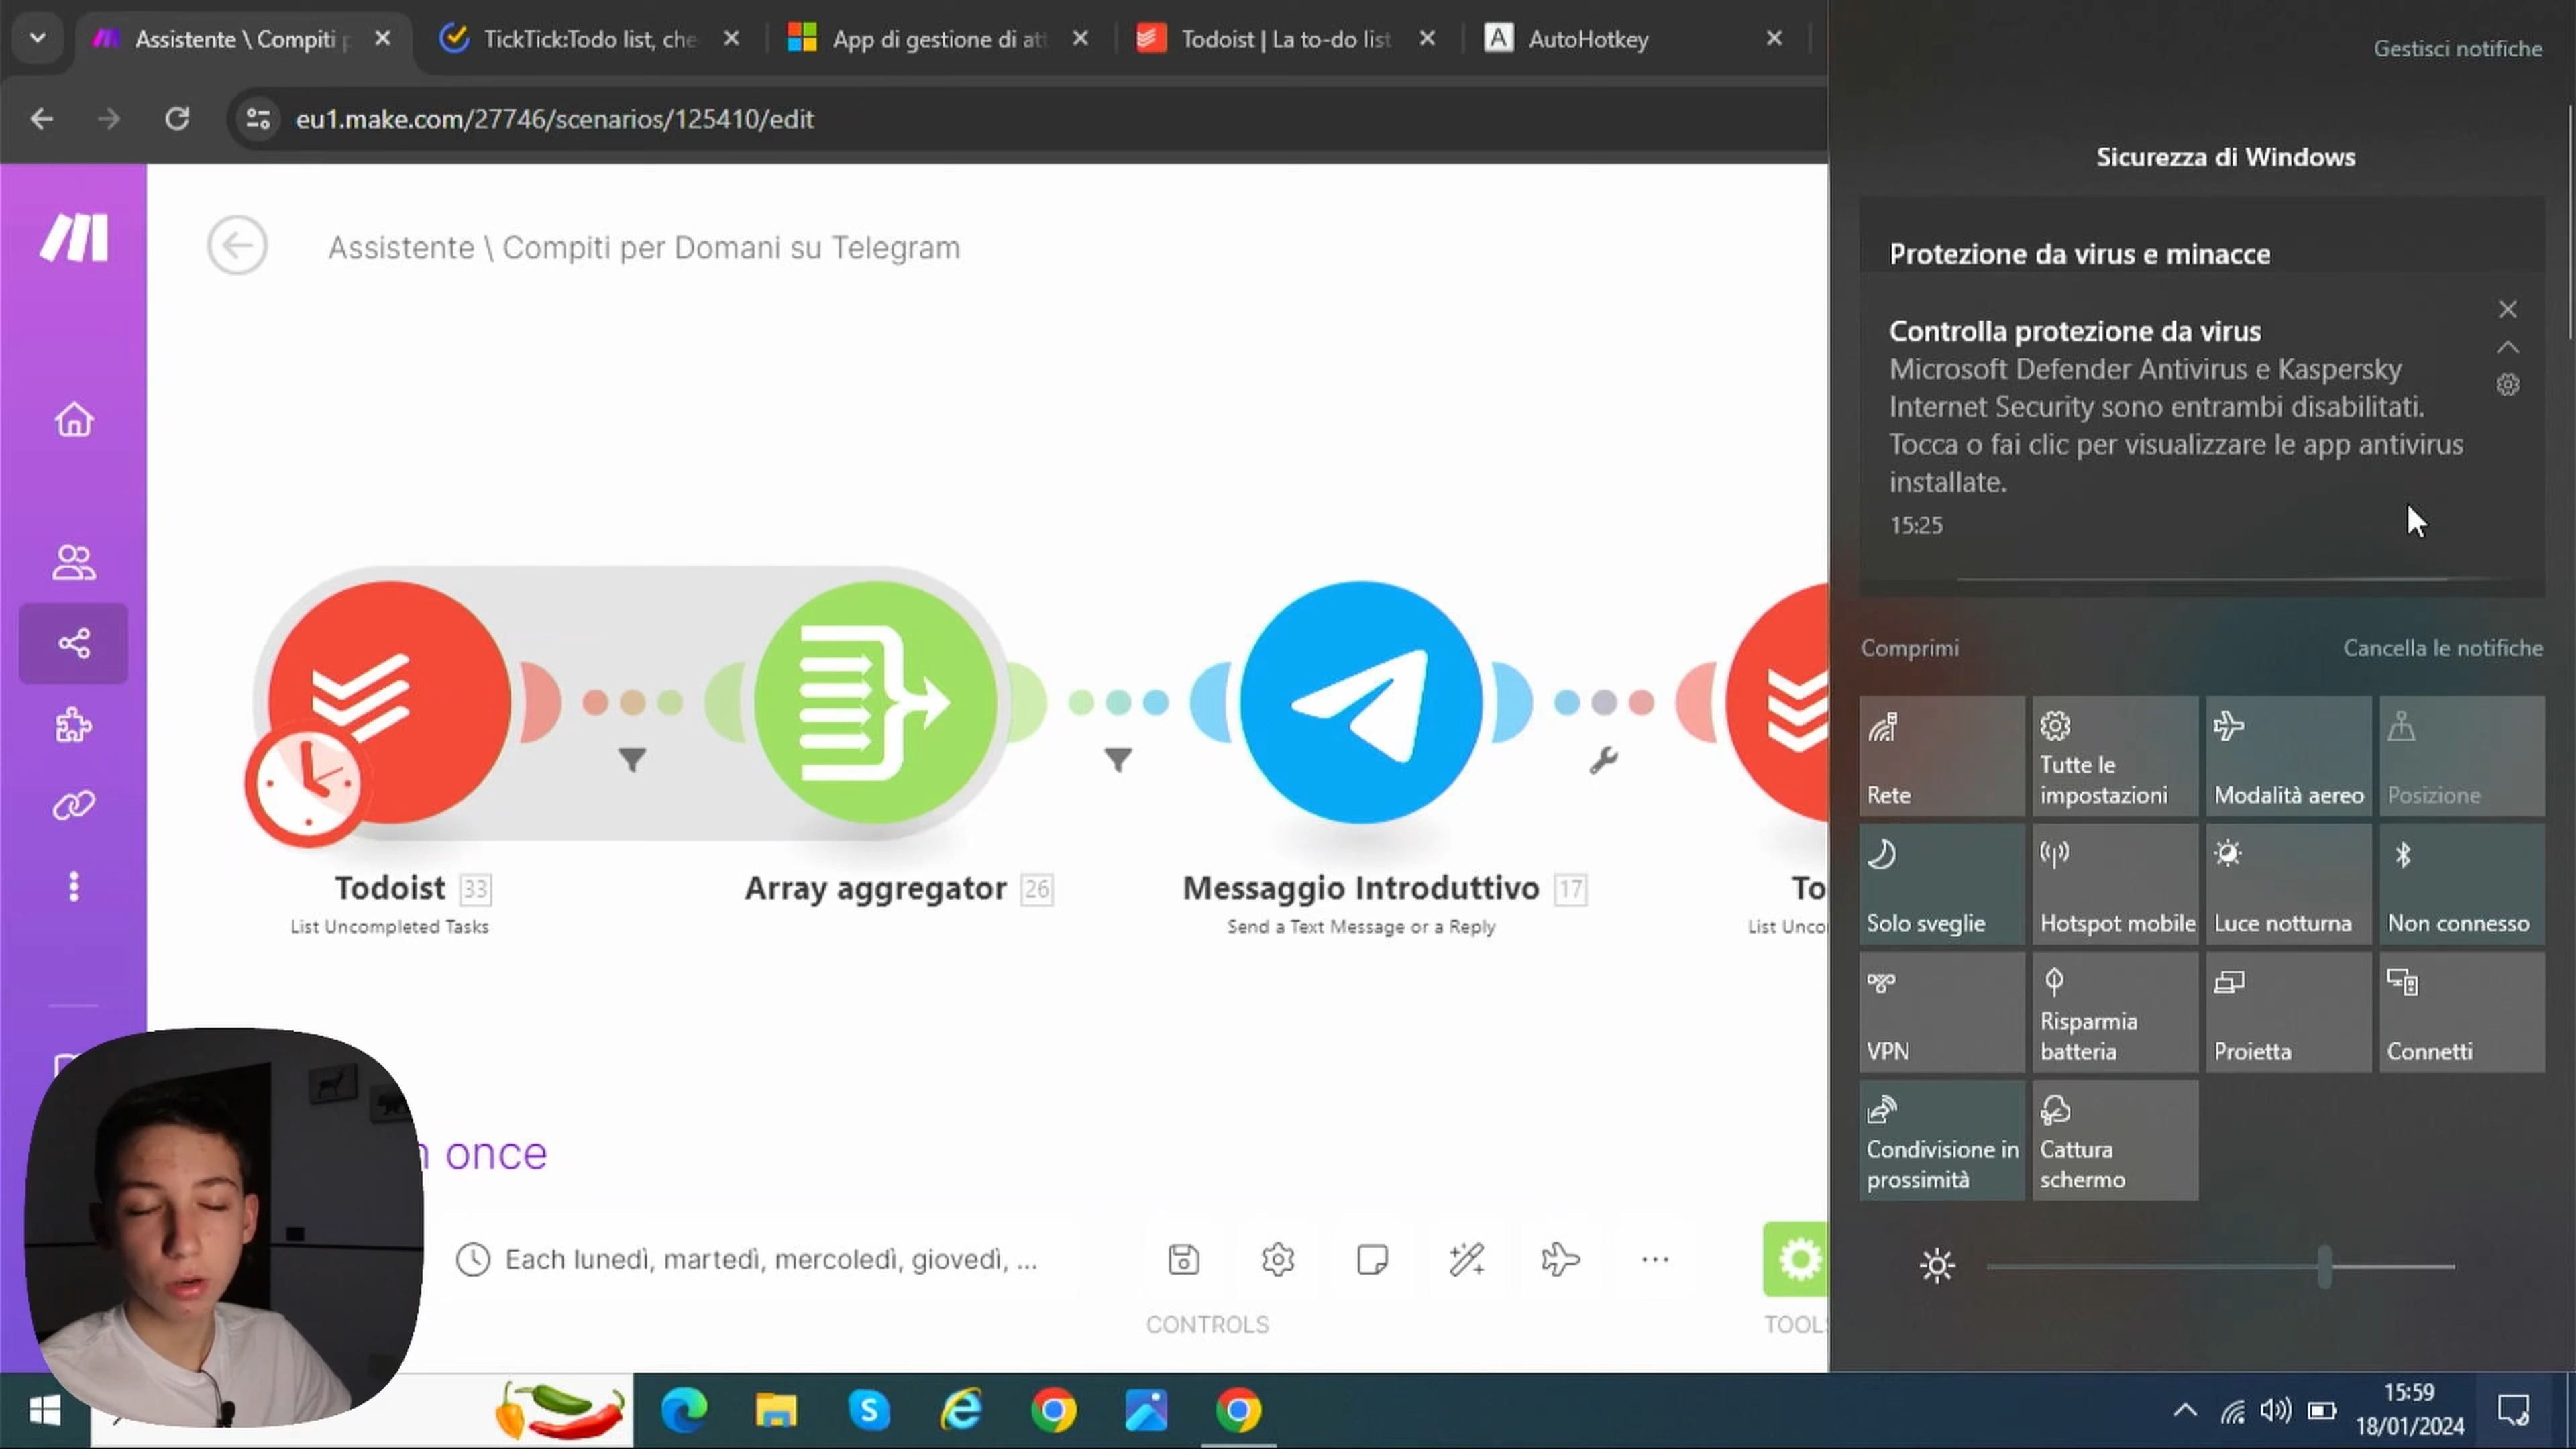 Assistente \ Compiti p
TickTick:Todo list, che
App di gestione di att
Todoist | La to-do list
AutoHotkey
eu1.make.com/27746/scenarios/125410/edit
Assistente \ Compiti per Domani su Telegram
Todoist 33
List Uncompleted Tasks
Array aggregator 26
Messaggio Introduttivo 17
Send a Text Message or a Reply
To
List Unco
once
Each lunedì, martedì, mercoledì, giovedì, ...
CONTROLS
TOOLS
Gestisci notifiche
Sicurezza di Windows
Protezione da virus e minacce
Controlla protezione da virus
Microsoft Defender Antivirus e Kaspersky
Internet Security sono entrambi disabilitati.
Tocca o fai clic per visualizzare le app antivirus
installate.
15:25
Comprimi
Cancella le notifiche
Rete
Tutte le
impostazioni
Modalità aereo
Posizione
Solo sveglie
Hotspot mobile
Luce notturna
Non connesso
VPN
Risparmia
batteria
Proietta
Connetti
Condivisione in
prossimità
Cattura
schermo
15:59
18/01/2024